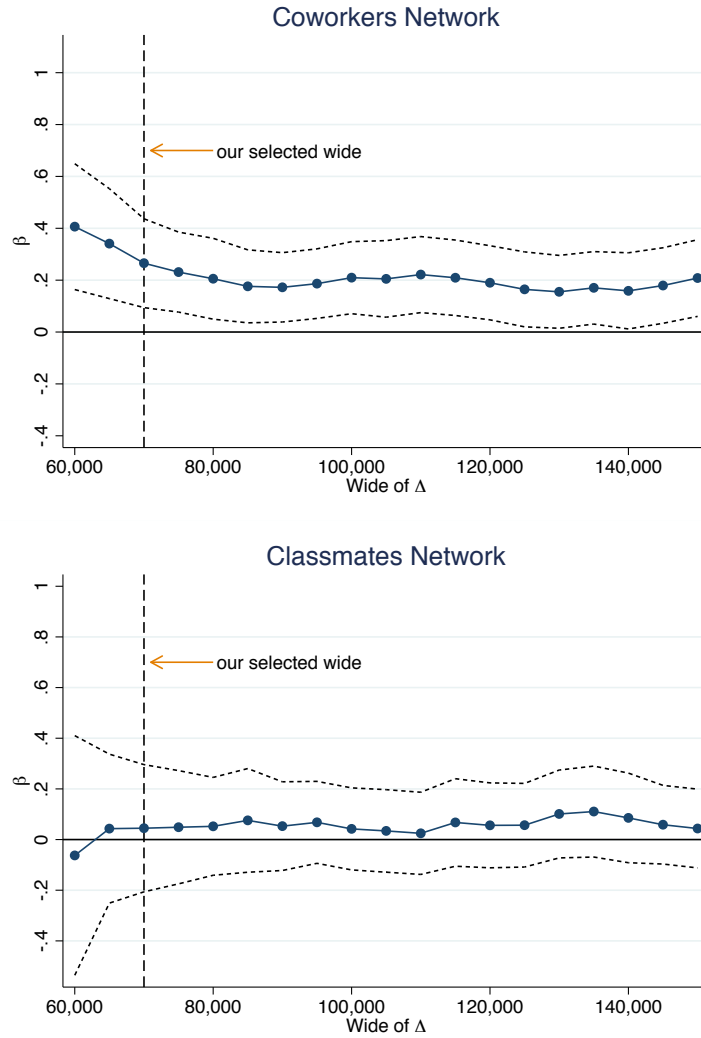 Coworkers Network
1
.8
our selected wide
.6
.4
β
.2
0
-.2
-.4
60,000 80,000 100,000 120,000 140,000
Wide of Δ
Classmates Network
1
.8
our selected wide
.6
.4
β
.2
0
-.2
-.4
60,000 80,000 100,000 120,000 140,000
Wide of Δ